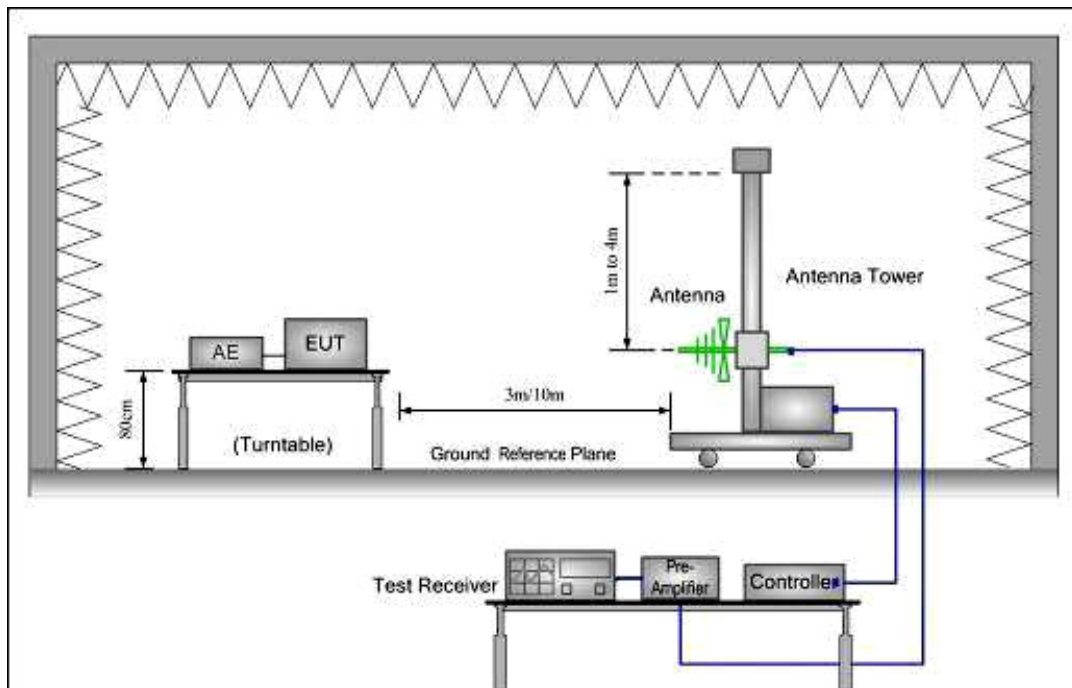 1m to 4m
Antenna Tower
Antenna
AE
EUT
3m/10m
80cm
(Turntable)
Ground Reference Plane
Test Receiver
Pre-
Amplifier
Controlle